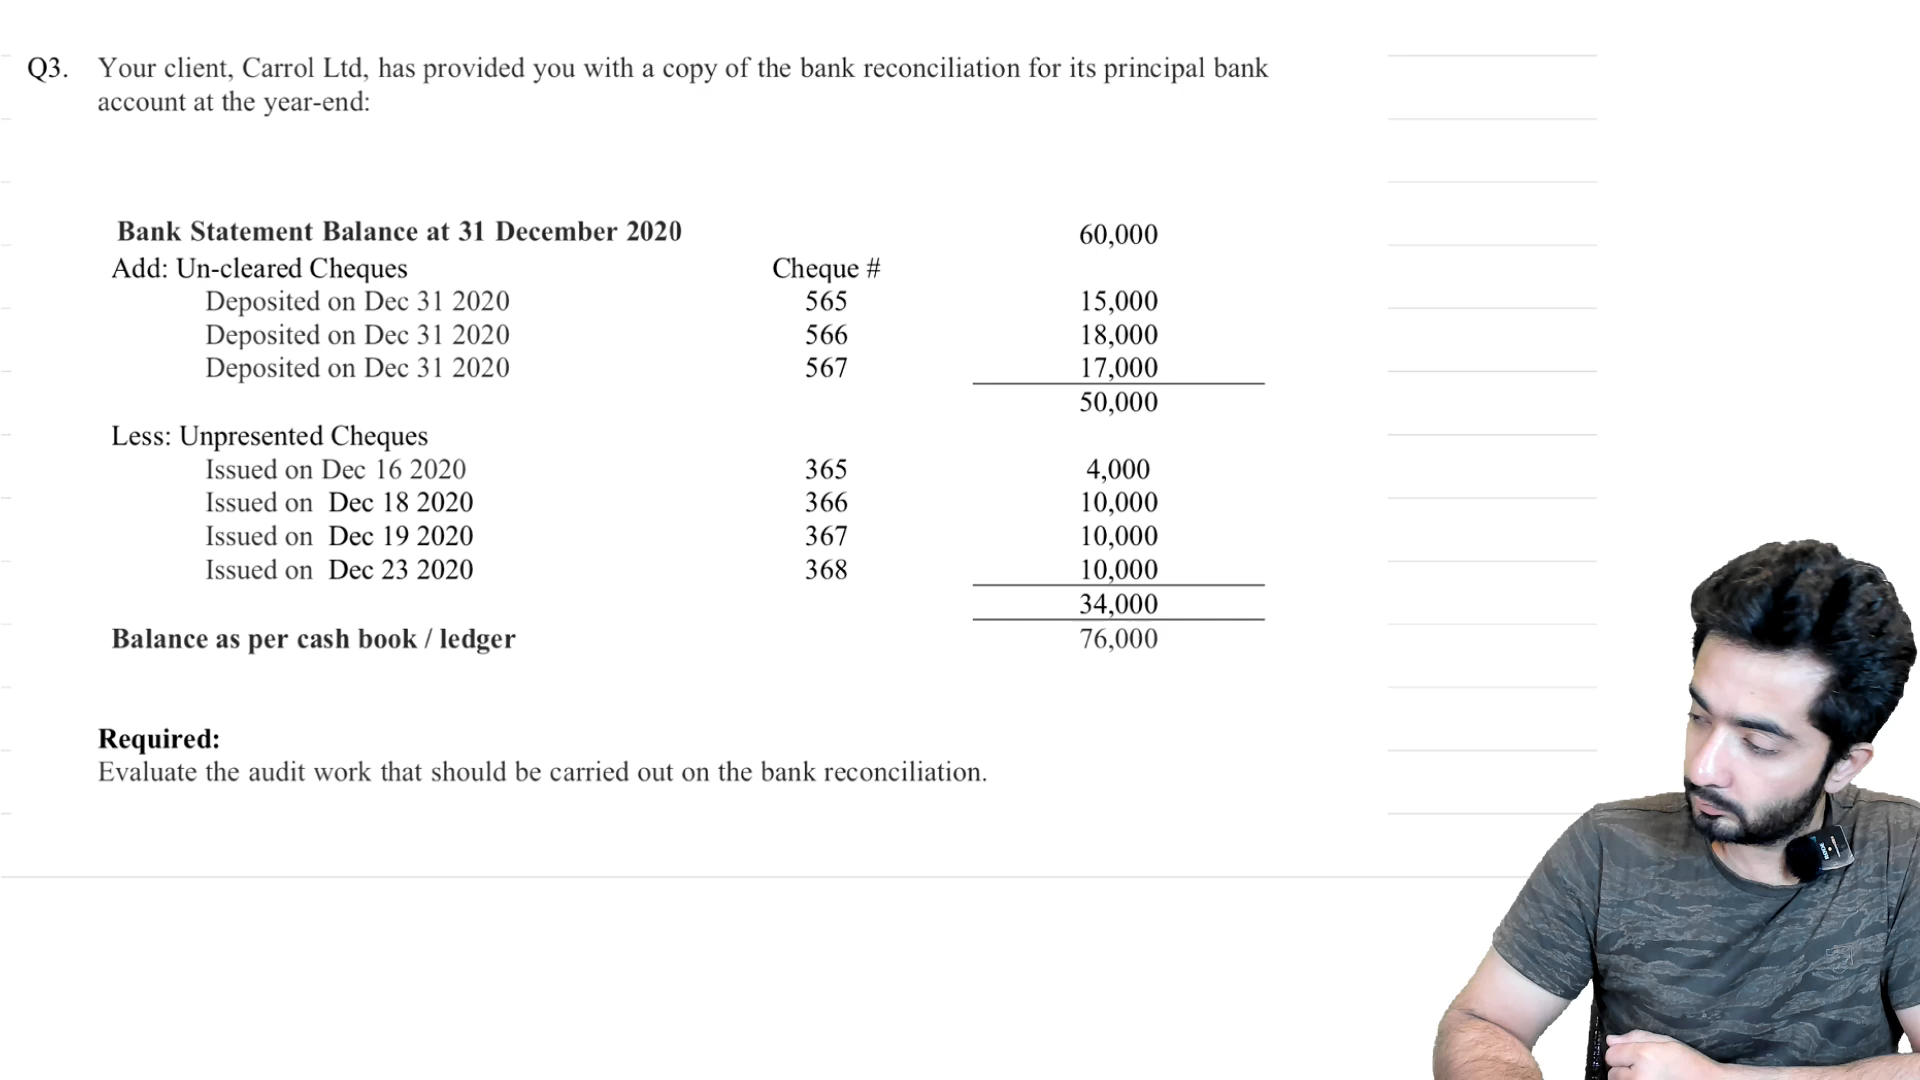 Q3. Your client, Carrol Ltd, has provided you with a copy of the bank reconciliation for its principal bank
account at the year-end:
Bank Statement Balance at 31 December 2020 60,000
Add: Un-cleared Cheques Cheque #
Deposited on Dec 31 2020 565 15,000
Deposited on Dec 31 2020 566 18,000
Deposited on Dec 31 2020 567 17,000
50,000
Less: Unpresented Cheques
Issued on Dec 16 2020 365 4,000
Issued on Dec 18 2020 366 10,000
Issued on Dec 19 2020 367 10,000
Issued on Dec 23 2020 368 10,000
34,000
Balance as per cash book / ledger 76,000
Required:
Evaluate the audit work that should be carried out on the bank reconciliation.